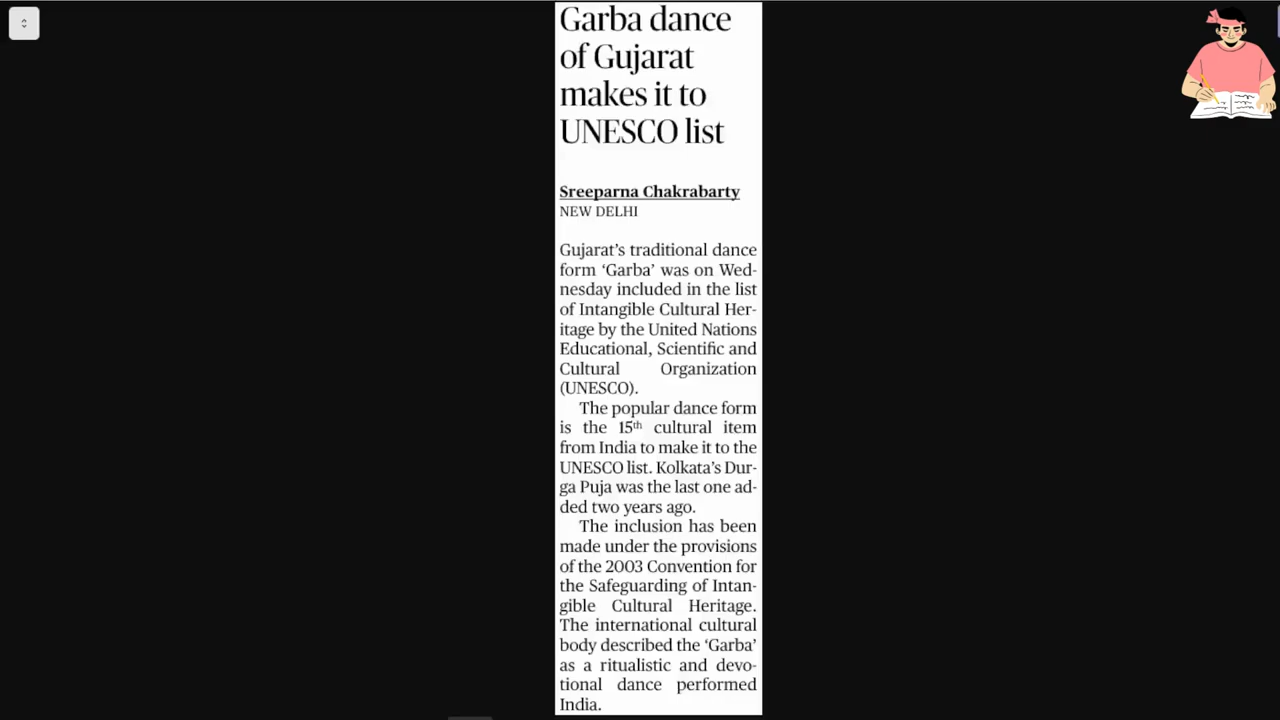 Garba dance
of Gujarat
makes it to
UNESCO list
Sreeparna Chakrabarty
NEW DELHI
Gujarat's traditional dance
form 'Garba' was on Wed-
nesday included in the list
of Intangible Cultural Her-
itage by the United Nations
Educational, Scientific and
Cultural Organization
(UNESCO).
The popular dance form
is the 15th cultural item
from India to make it to the
UNESCO list. Kolkata's Dur-
ga Puja was the last one ad-
ded two years ago.
The inclusion has been
made under the provisions
of the 2003 Convention for
the Safeguarding of Intan-
gible Cultural Heritage.
The international cultural
body described the 'Garba'
as a ritualistic and devo-
tional dance performed
India.